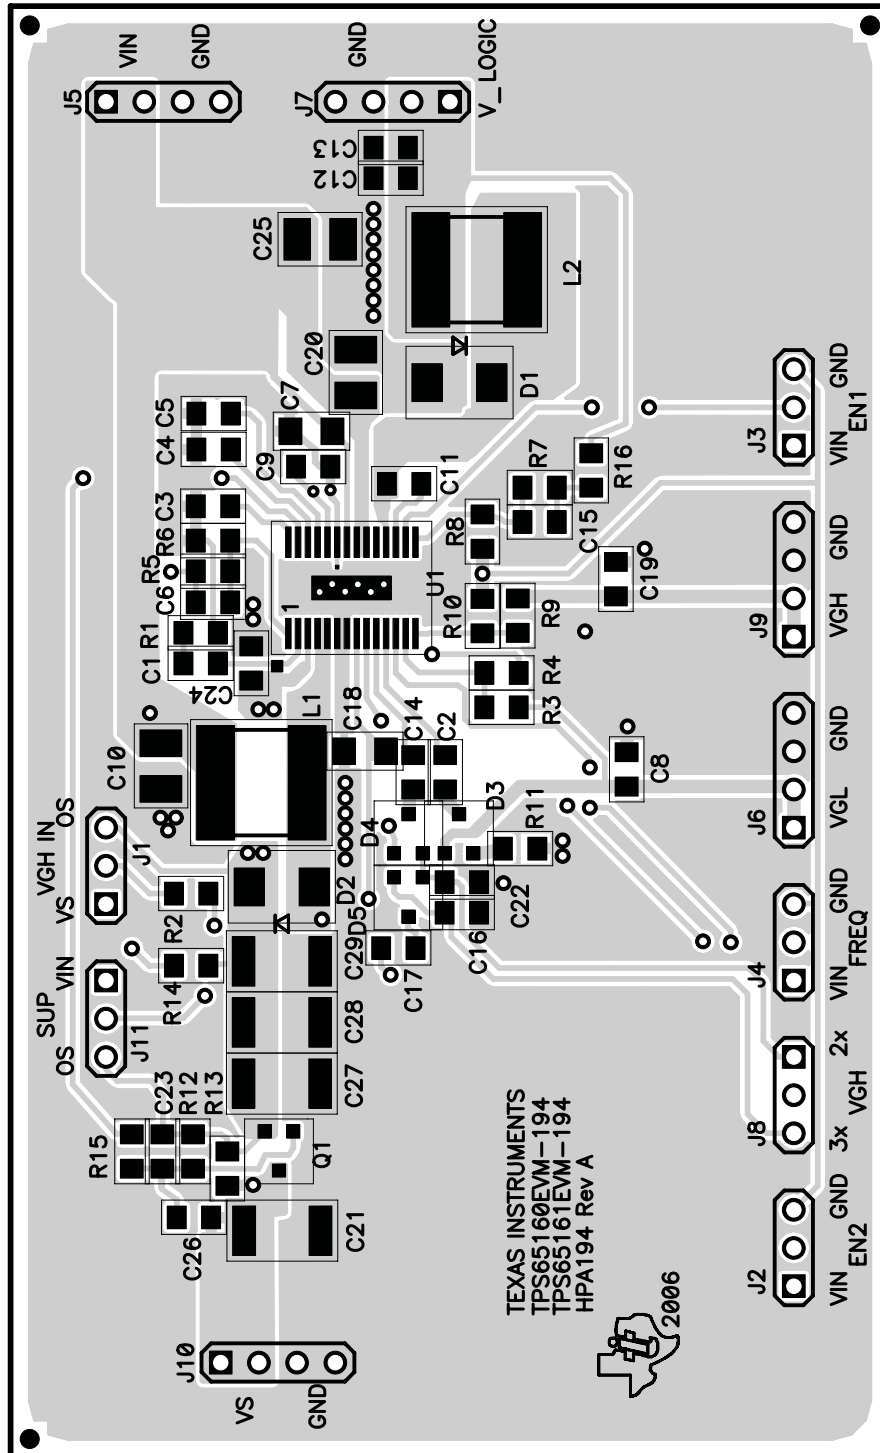 VIN
GND
J5
GND
V_LOGIC
J7
C13
C12
C25
L2
C20
D1
C5
C4
C7
C9
C11
GND
EN1
VIN
J3
R7
R16
C15
R8
C3
R6
R5
C6
R1
C1
C24
1
U1
R10
R9
C19
GND
VGH
J9
R4
R3
L1
C18
C14
C2
C8
GND
VGL
J6
C10
OS
VGH IN
VS
J1
D4
D3
R11
D2
D5
C22
C16
C17
R2
R14
C29
C28
C27
GND
FREQ
VIN
J4
VIN
SUP
OS
J11
2x
VGH
3x
J8
C23
R12
R13
R15
Q1
C26
C21
GND
EN2
VIN
J2
TEXAS INSTRUMENTS
TPS65160EVM-194
TPS65161EVM-194
HPA194 Rev A
2006
J10
VS
GND